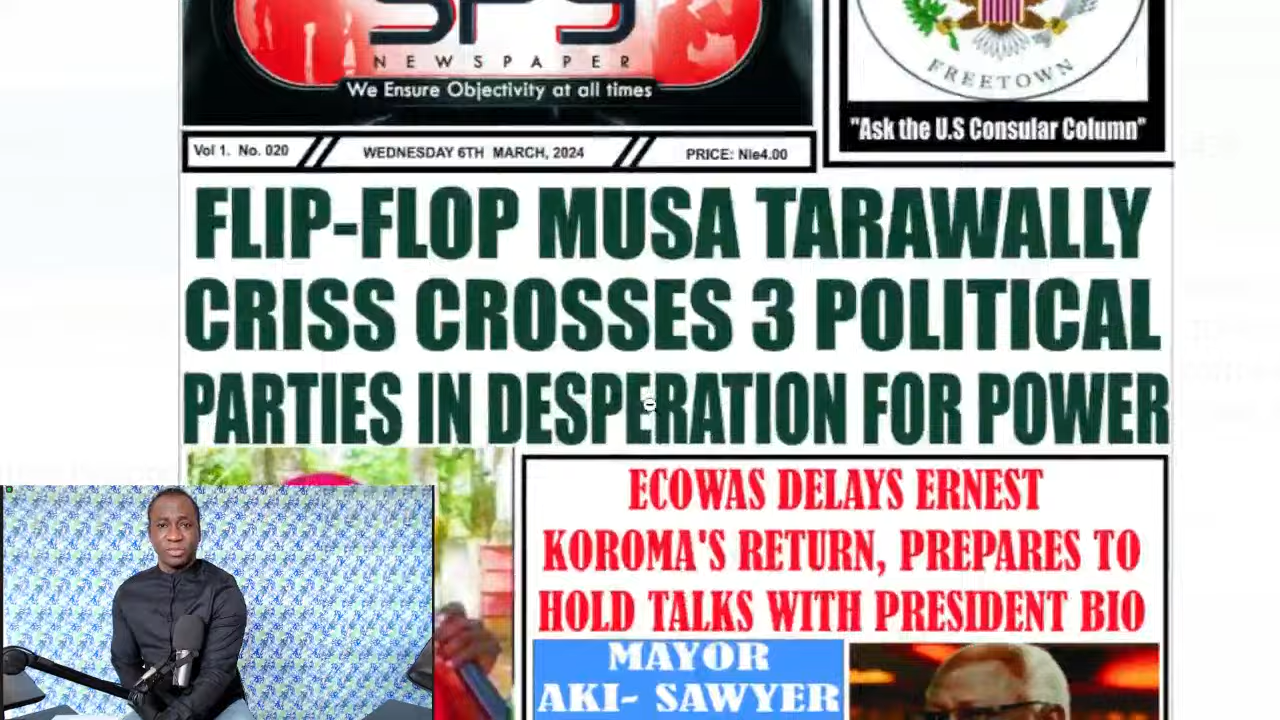 NEWSPAPER
We Ensure Objectivity at all times
FREETOWN
"Ask the U.S Consular Column"
Vol 1. No. 020
WEDNESDAY 6TH MARCH, 2024
PRICE: Nle4.00
FLIP-FLOP MUSA TARAWALLY
CRISS CROSSES 3 POLITICAL
PARTIES IN DESPERATION FOR POWER
ECOWAS DELAYS ERNEST
KOROMA'S RETURN, PREPARES TO
HOLD TALKS WITH PRESIDENT BIO
MAYOR
AKI- SAWYER